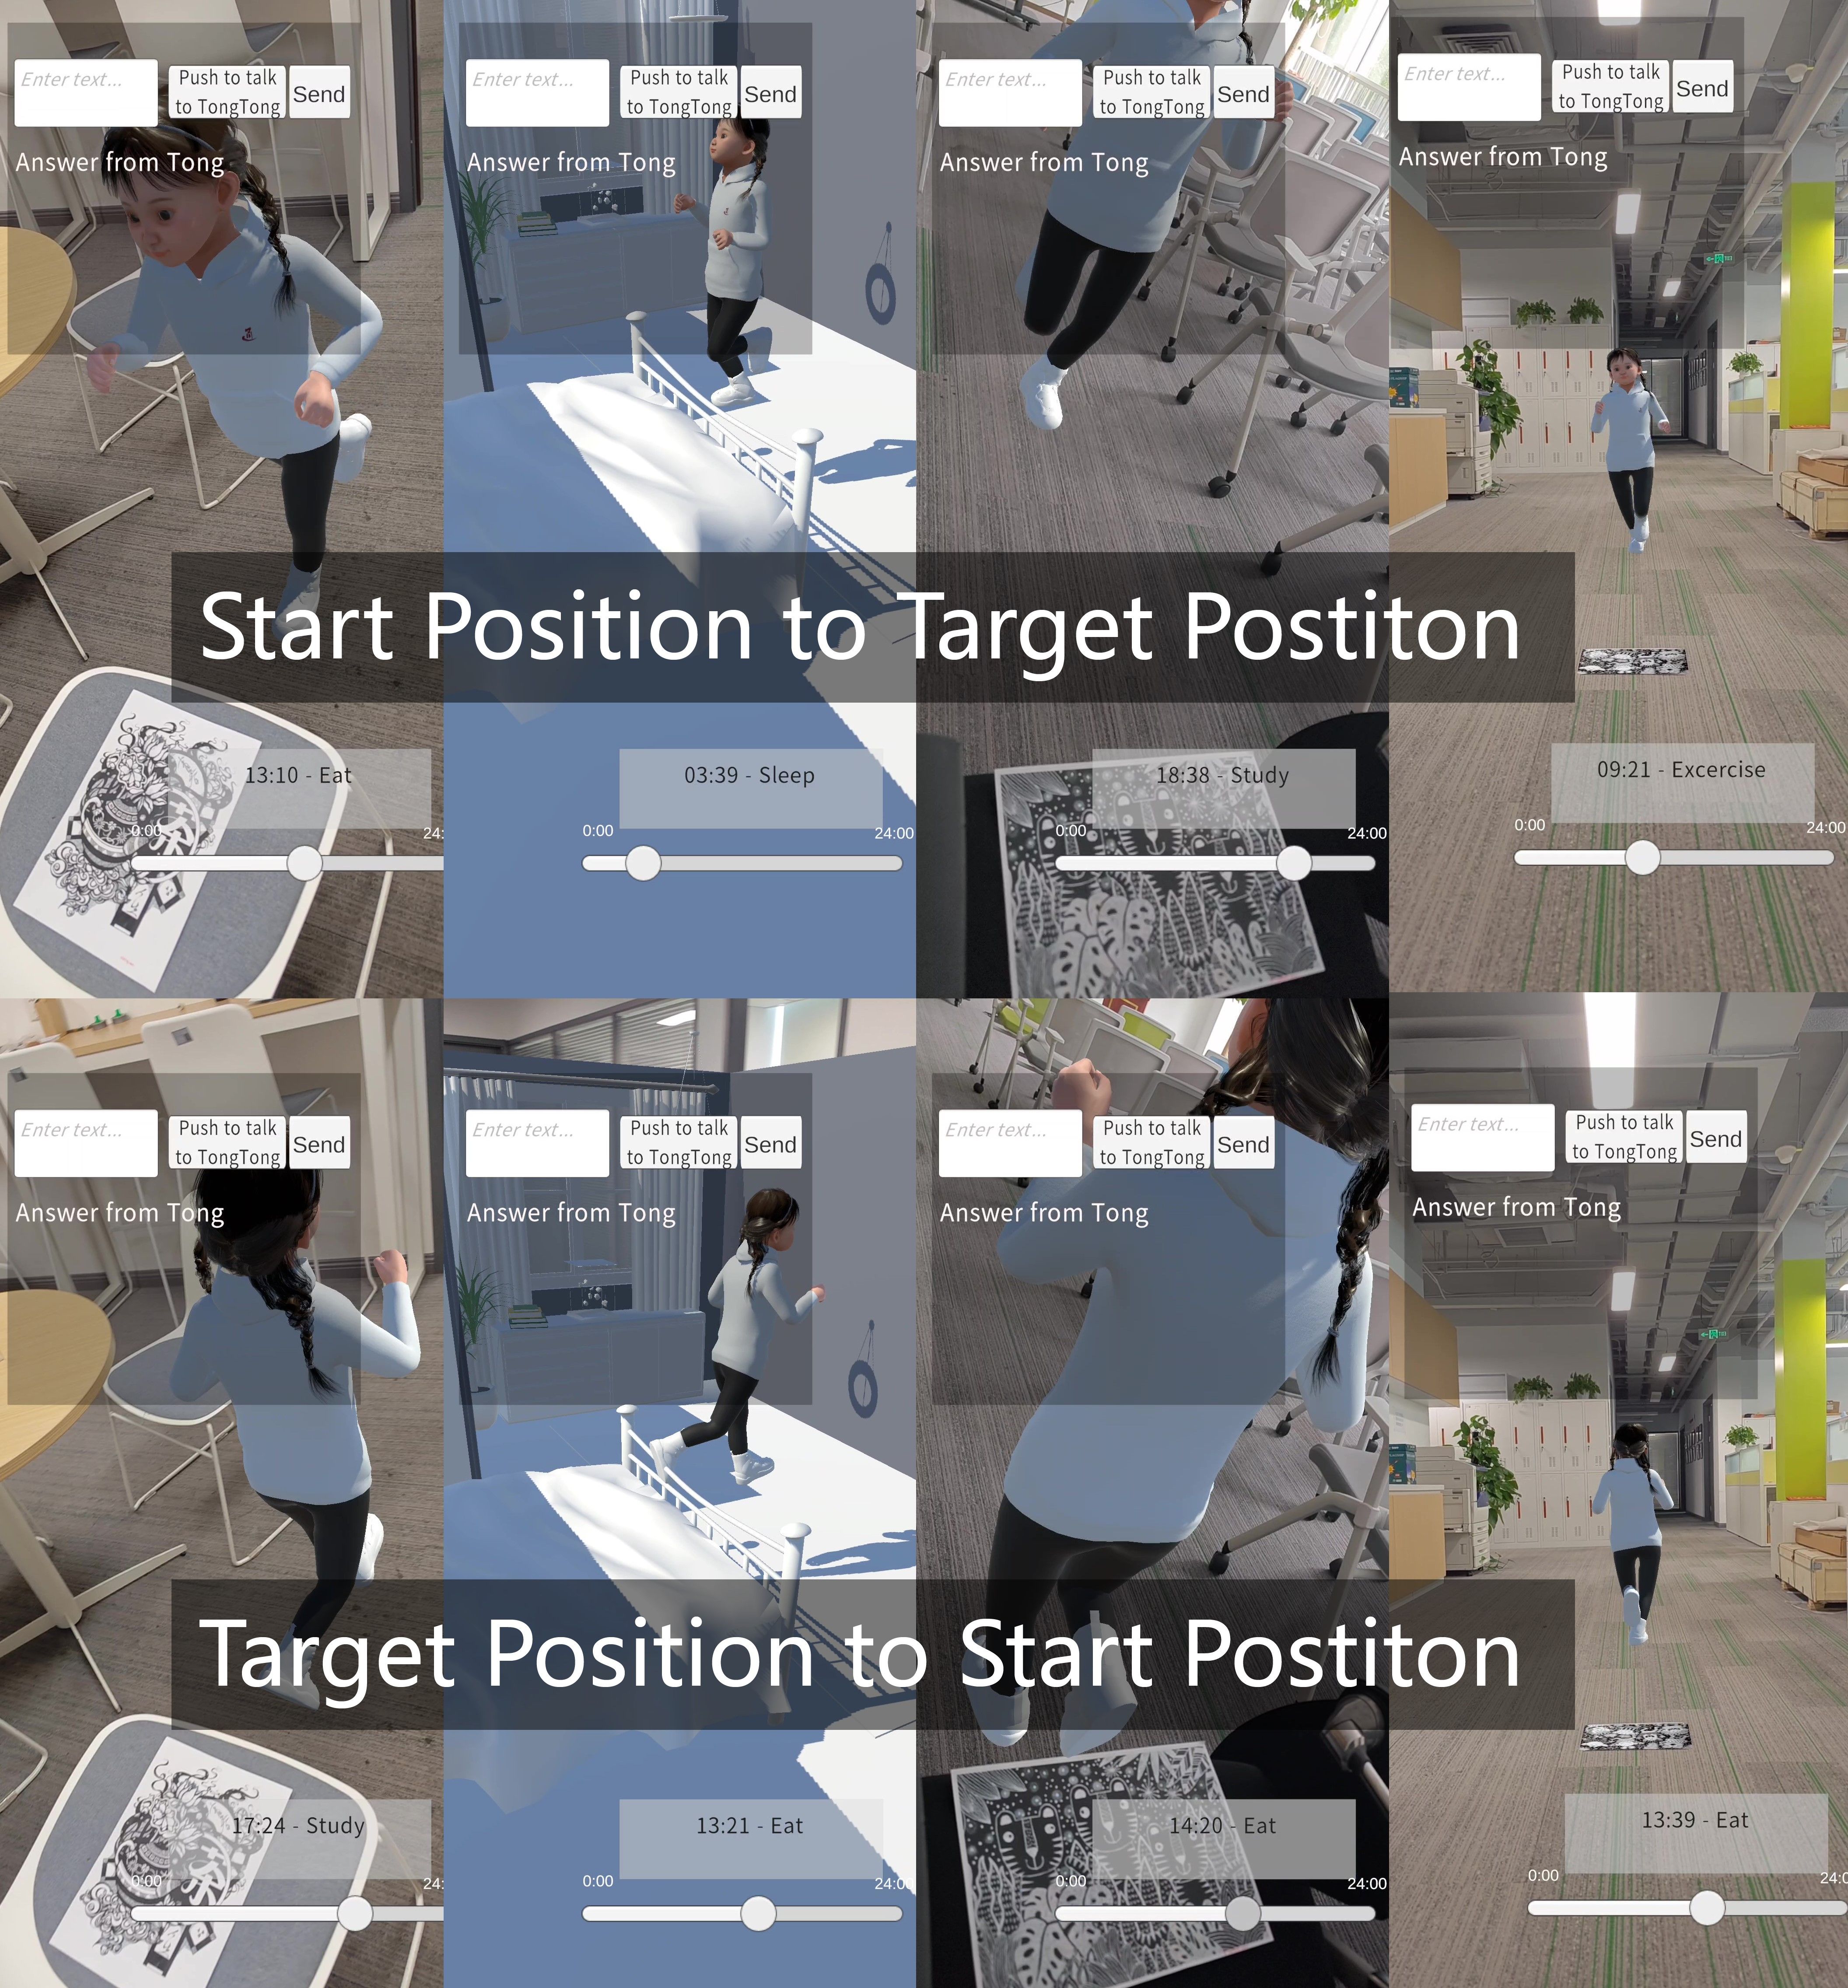 Enter text...
Push to talk
to TongTong
Send
Answer from Tong
Enter text...
Push to talk
to TongTong
Send
Answer from Tong
Enter text...
Push to talk
to TongTong
Send
Answer from Tong
Enter text...
Push to talk
to TongTong
Send
Answer from Tong
Start Position to Target Postiton
13:10 - Eat
0:00
24:
03:39 - Sleep
0:00
24:00
18:38 - Study
0:00
24:00
09:21 - Excercise
0:00
24:00
Enter text...
Push to talk
to TongTong
Send
Answer from Tong
Enter text...
Push to talk
to TongTong
Send
Answer from Tong
Enter text...
Push to talk
to TongTong
Send
Answer from Tong
Enter text...
Push to talk
to TongTong
Send
Answer from Tong
Target Position to Start Postiton
17:24 - Study
0:00
24:
13:21 - Eat
0:00
24:00
14:20 - Eat
0:00
24:00
13:39 - Eat
0:00
24:0